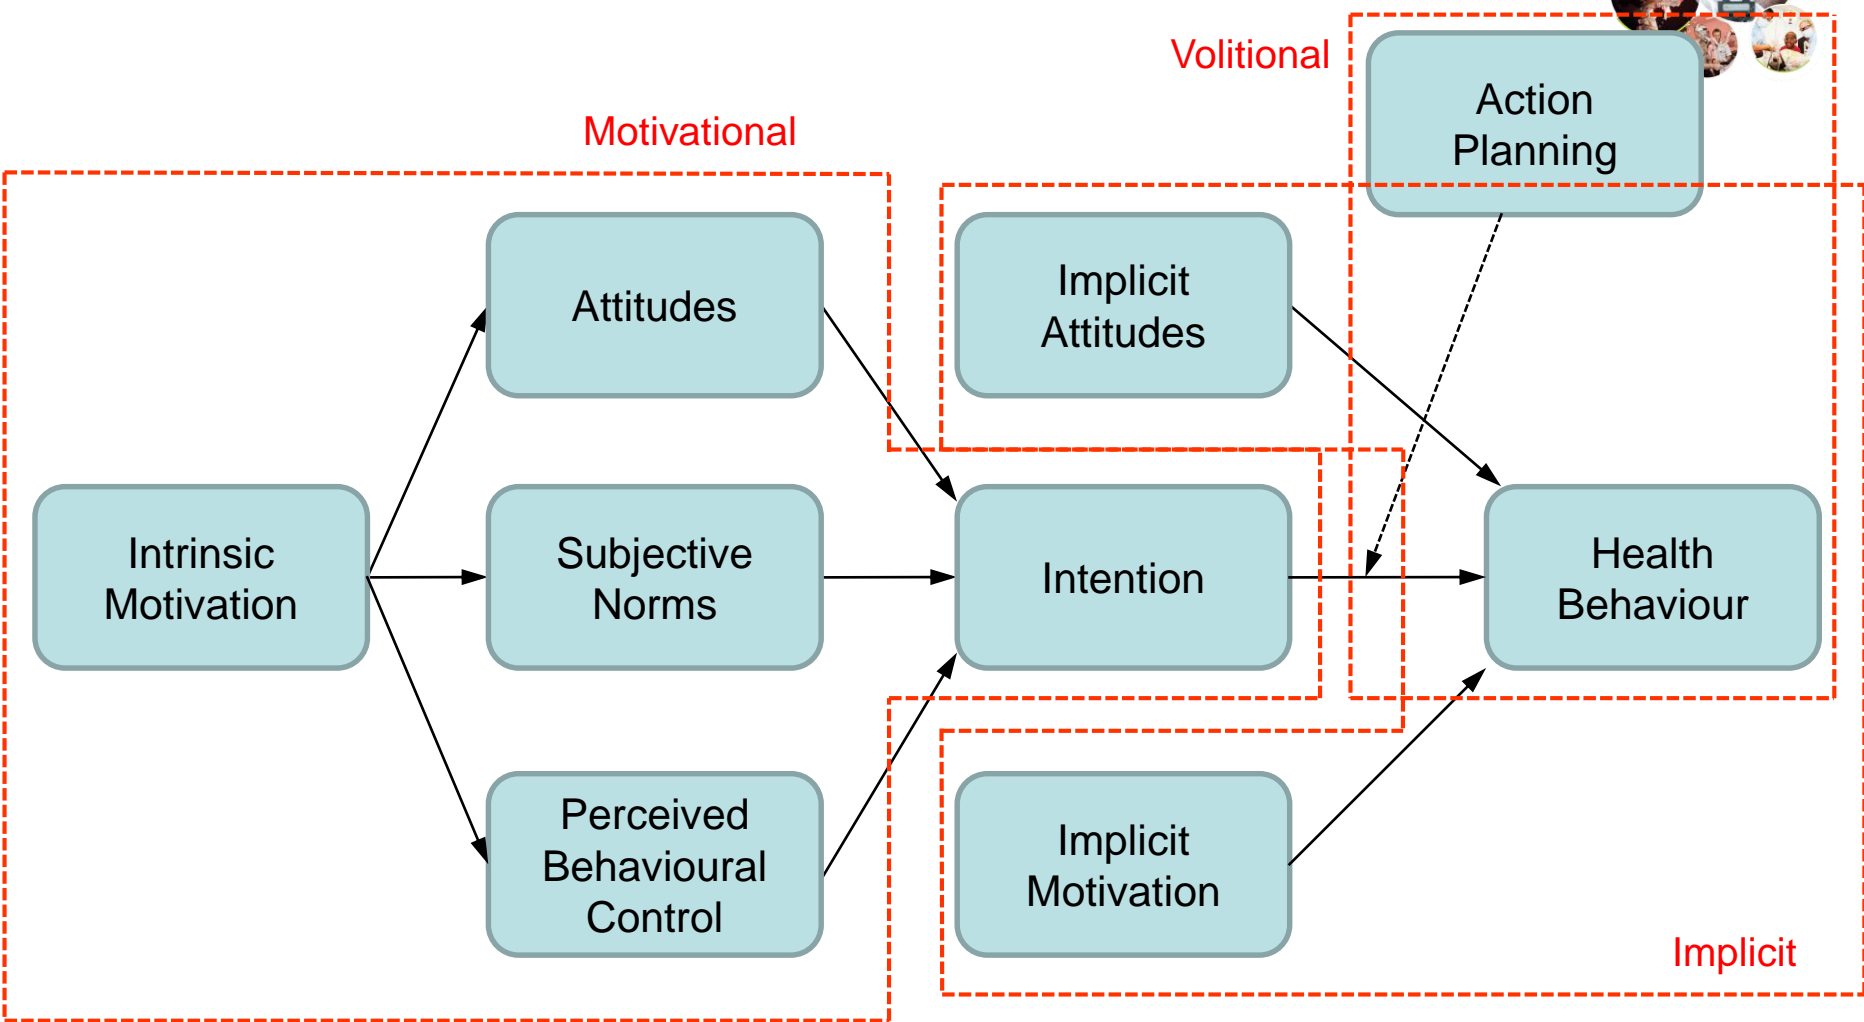 Volitional
Action
Planning
Motivational
Attitudes
Implicit
Attitudes
Intrinsic
Motivation
Subjective
Norms
Intention
Health
Behaviour
Perceived
Behavioural
Control
Implicit
Motivation
Implicit